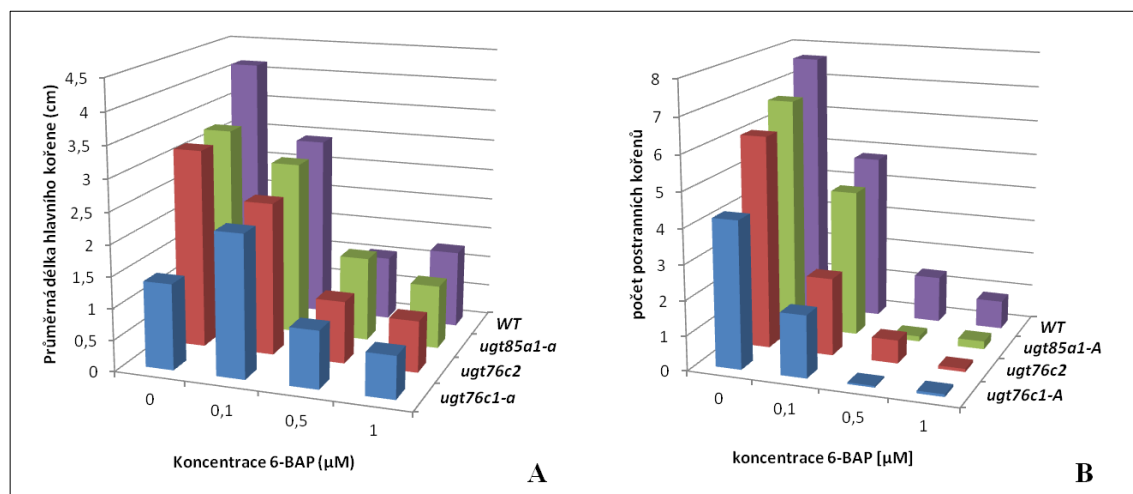 Průměrná délka hlavního kořene (cm)
4,5
4
3,5
3
2,5
2
1,5
1
0,5
0
0
0,1
0,5
1
WT
ugt85a1-a
ugt76c2
ugt76c1-a
Koncentrace 6-BAP (µM)
A
počet postranních kořenů
8
7
6
5
4
3
2
1
0
0
0,1
0,5
1
WT
ugt85a1-A
ugt76c2
ugt76c1-A
koncentrace 6-BAP [µM]
B